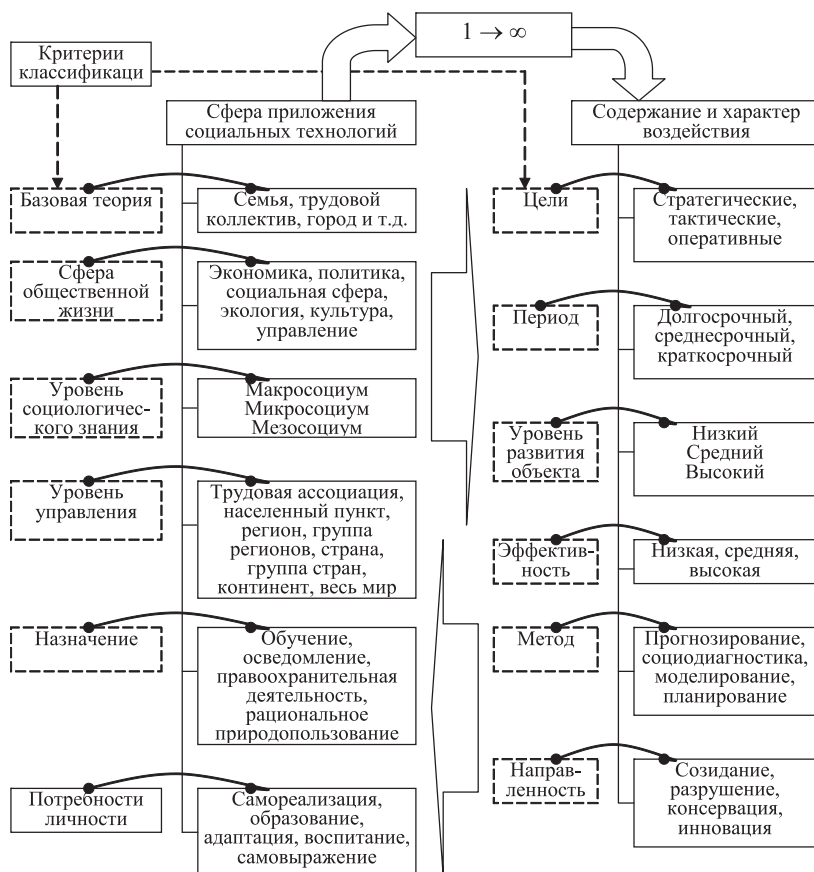 1 → ∞
Критерии
классификаци
Сфера приложения
социальных технологий
Содержание и характер
воздействия
Базовая теория
Семья, трудовой
коллектив, город и т.д.
Сфера
общественной
жизни
Экономика, политика,
социальная сфера,
экология, культура,
управление
Уровень
социологичес-
кого знания
Макросоциум
Микросоциум
Мезосоциум
Уровень
управления
Трудовая ассоциация,
населенный пункт,
регион, группа
регионов, страна,
группа стран,
континент, весь мир
Назначение
Обучение,
осведомление,
правоохранительная
деятельность,
рациональное
природопользование
Потребности
личности
Самореализация,
образование,
адаптация, воспитание,
самовыражение
Цели
Стратегические,
тактические,
оперативные
Период
Долгосрочный,
среднесрочный,
краткосрочный
Уровень
развития
объекта
Низкий
Средний
Высокий
Эффектив-
ность
Низкая, средняя,
высокая
Метод
Прогнозирование,
социодиагностика,
моделирование,
планирование
Направ-
ленность
Созидание,
разрушение,
консервация,
инновация